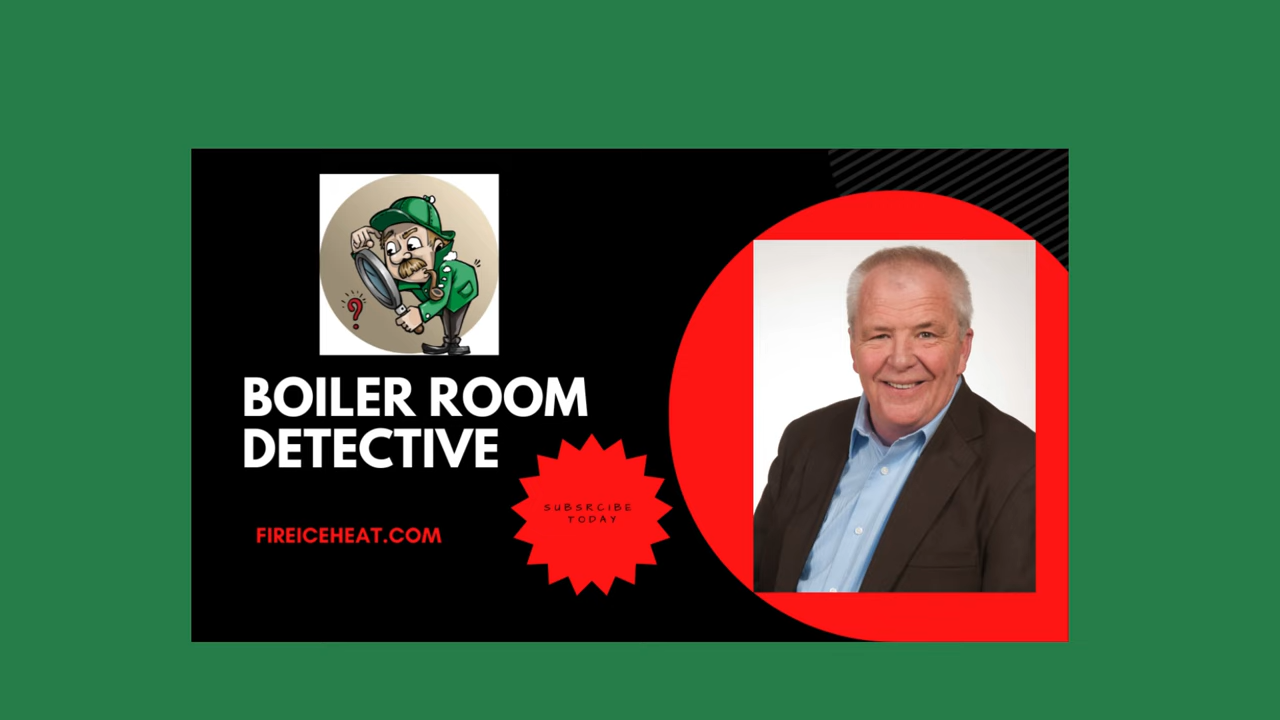 BOILER ROOM
DETECTIVE
SUBSRCIBE
TODAY
FIREICEHEAT.COM